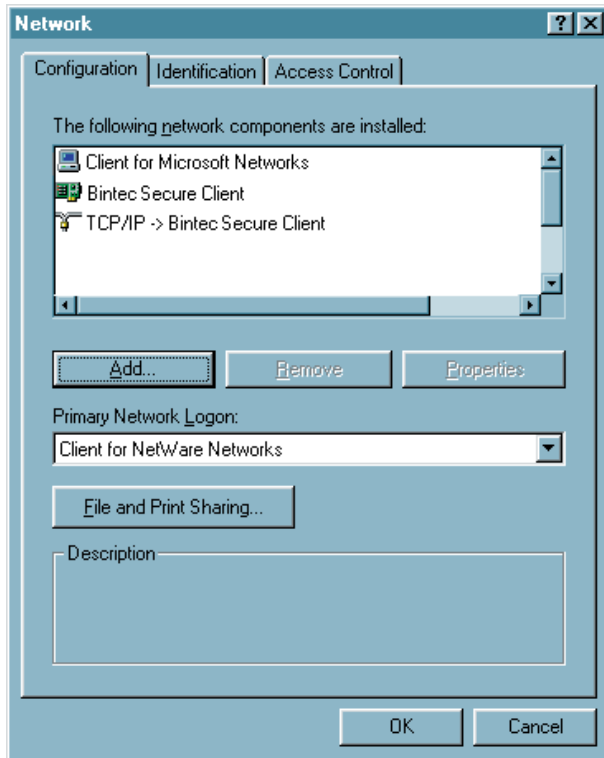 Network
Configuration Identification Access Control
The following network components are installed:
Client for Microsoft Networks
Bintec Secure Client
TCP/IP -> Bintec Secure Client
Add... Remove Properties
Primary Network Logon:
Client for NetWare Networks
File and Print Sharing...
Description
OK Cancel